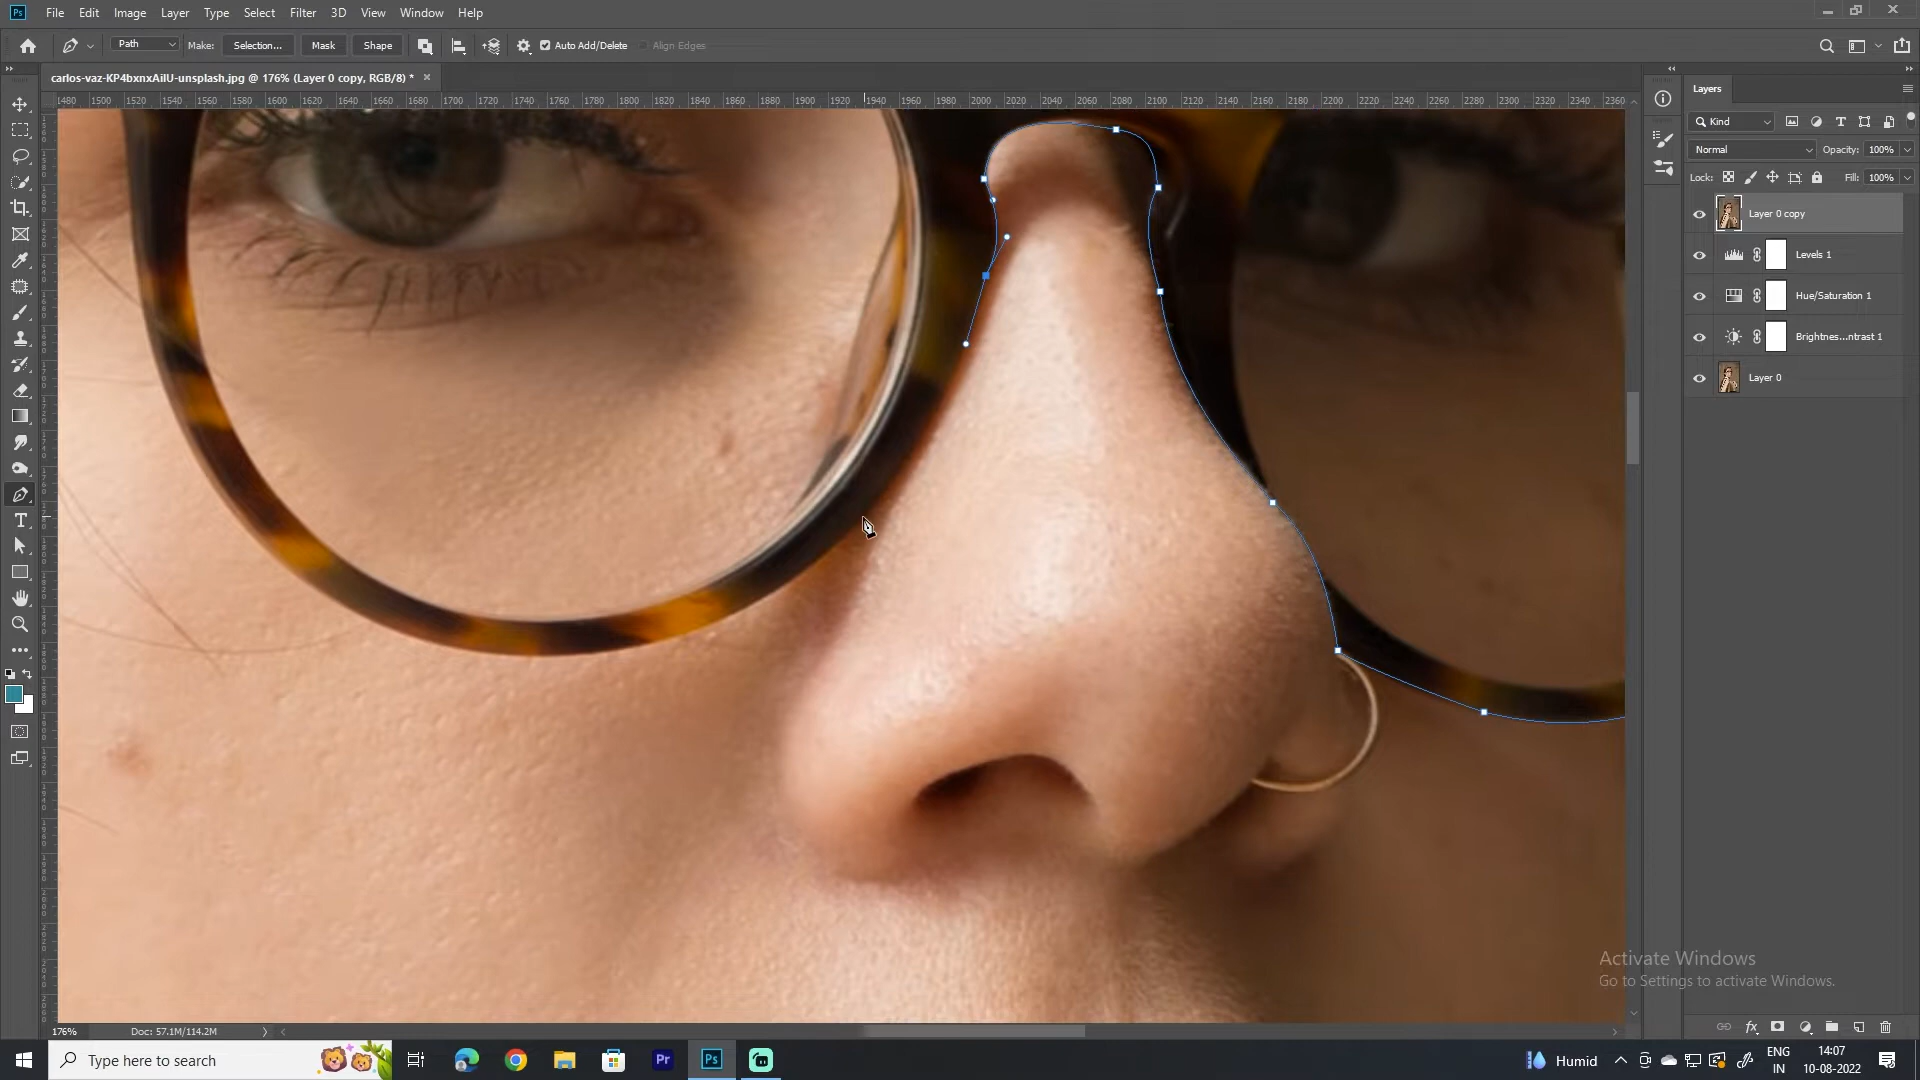 Ps File Edit Image Layer Type Select Filter 3D View Window Help
Path Make: Selection... Mask Shape Auto Add/Delete Align Edges
carlos-vaz-KP4bxnxAilU-unsplash.jpg @ 176% (Layer 0 copy, RGB/8) * ×
1480 1500 1520 1540 1560 1580 1600 1620 1640 1660 1680 1700 1720 1740 1760 1780 1800 1820 1840 1860 1880 1900 1920 1940 1960 1980 2000 2020 2040 2060 2080 2100 2120 2140 2160 2180 2200 2220 2240 2260 2280 2300 2320 2340 2360
Layers
Kind
Normal Opacity: 100%
Lock: Fill: 100%
Layer 0 copy
Levels 1
Hue/Saturation 1
Brightnes...ntrast 1
Layer 0
Activate Windows
Go to Settings to activate Windows.
176% Doc: 57.1M/114.2M
Type here to search
Pr Ps
Humid
ENG
IN
14:07
10-08-2022